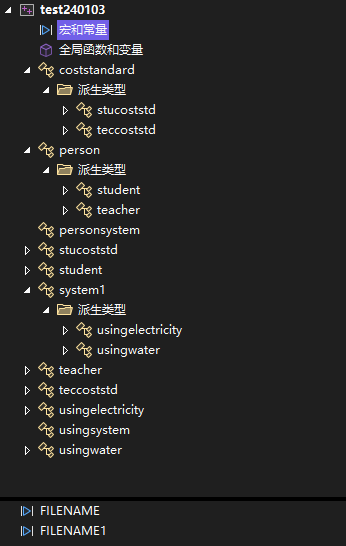 test240103
宏和常量
全局函数和变量
coststandard
派生类型
stucoststd
teccoststd
person
派生类型
student
teacher
personsystem
stucoststd
student
system1
派生类型
usingelectricity
usingwater
teacher
teccoststd
usingelectricity
usingsystem
usingwater
FILENAME
FILENAME1